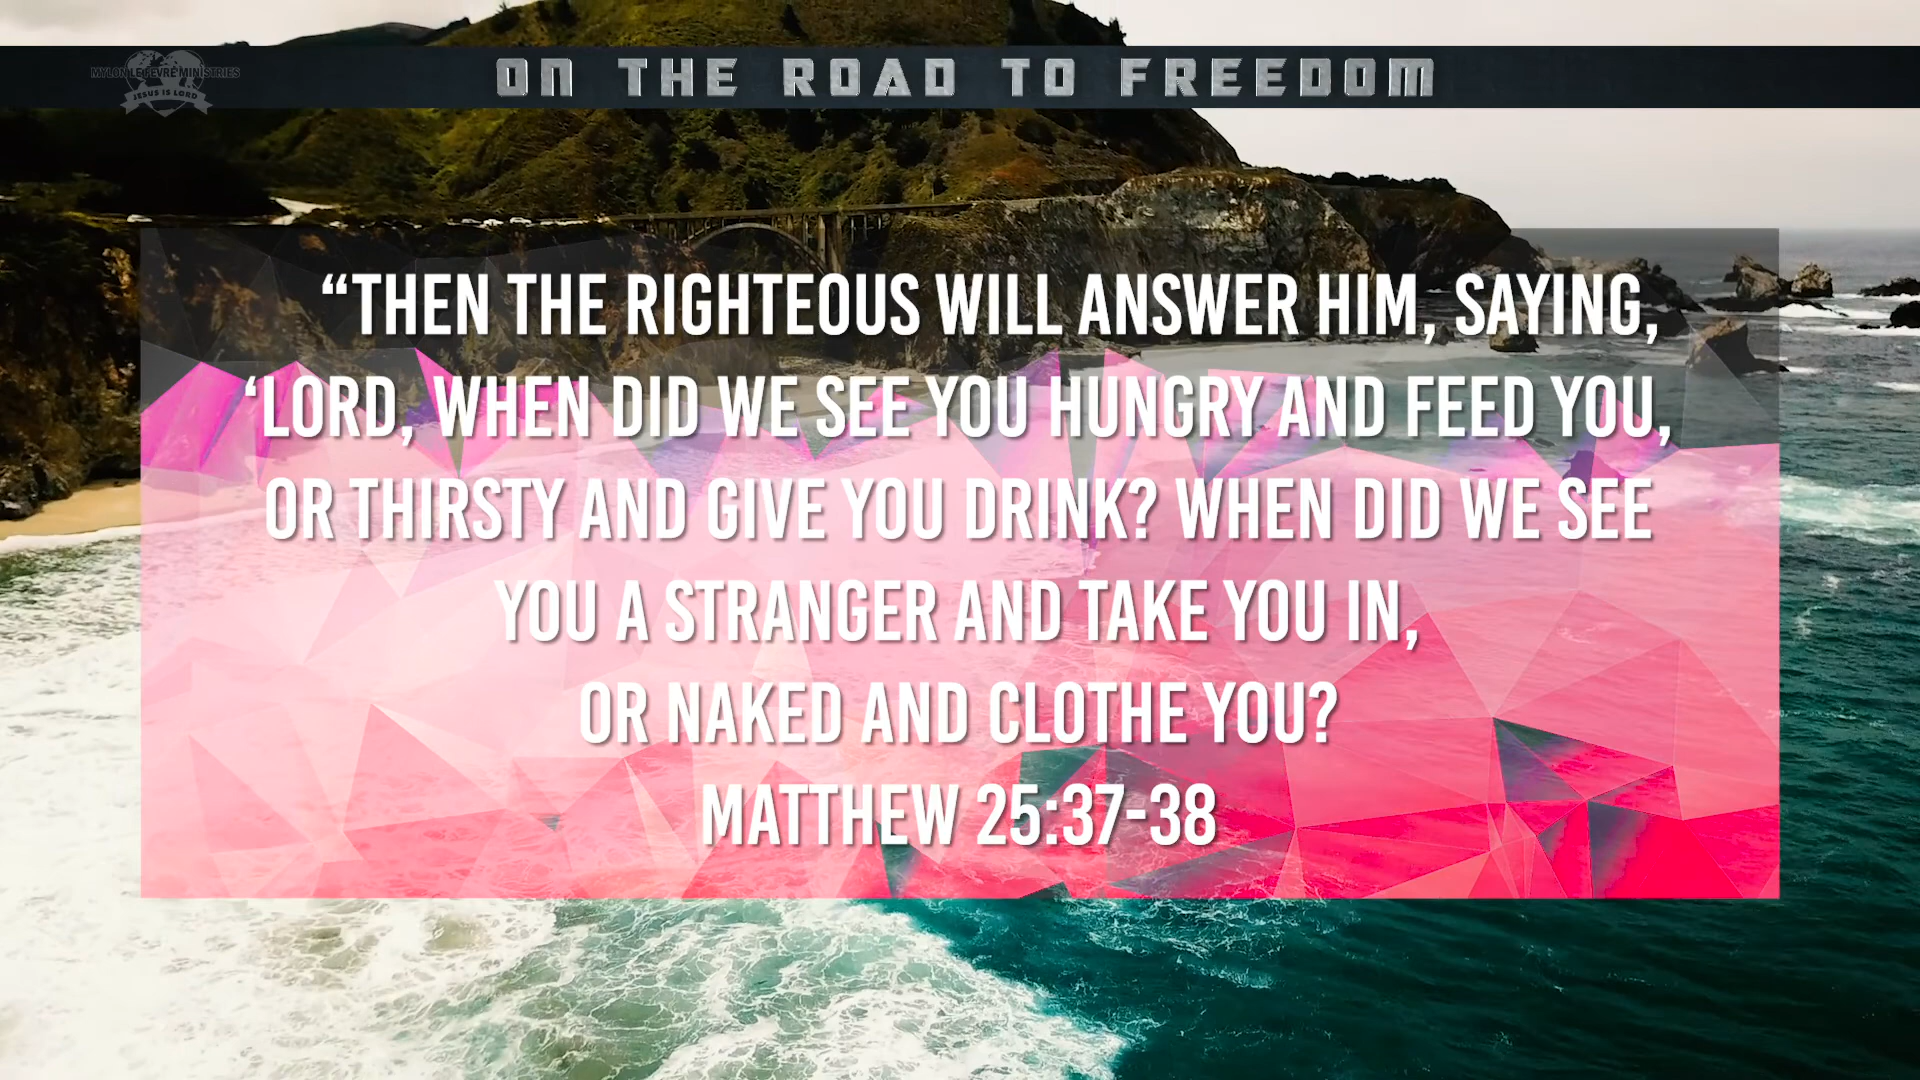 MYLON LE FEVRE MINISTRIES
JESUS IS LORD
ON THE ROAD TO FREEDOM
“THEN THE RIGHTEOUS WILL ANSWER HIM, SAYING,
‘LORD, WHEN DID WE SEE YOU HUNGRY AND FEED YOU,
OR THIRSTY AND GIVE YOU DRINK? WHEN DID WE SEE
YOU A STRANGER AND TAKE YOU IN,
OR NAKED AND CLOTHE YOU?
MATTHEW 25:37-38